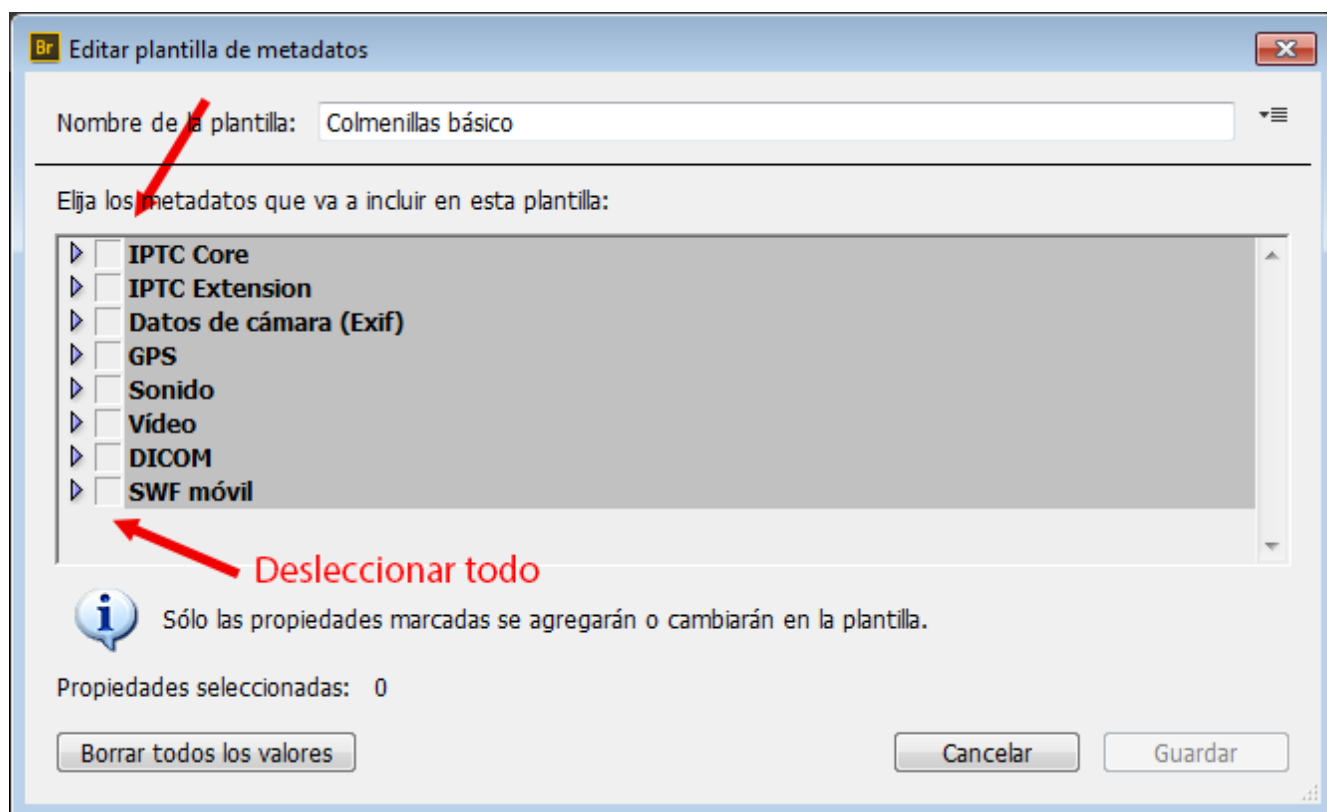 Br Editar plantilla de metadatos
Nombre de la plantilla: Colmenillas básico
Elija los metadatos que va a incluir en esta plantilla:
IPTC Core
IPTC Extension
Datos de cámara (Exif)
GPS
Sonido
Vídeo
DICOM
SWF móvil
Desleccionar todo
Sólo las propiedades marcadas se agregarán o cambiarán en la plantilla.
Propiedades seleccionadas: 0
Borrar todos los valores Cancelar Guardar